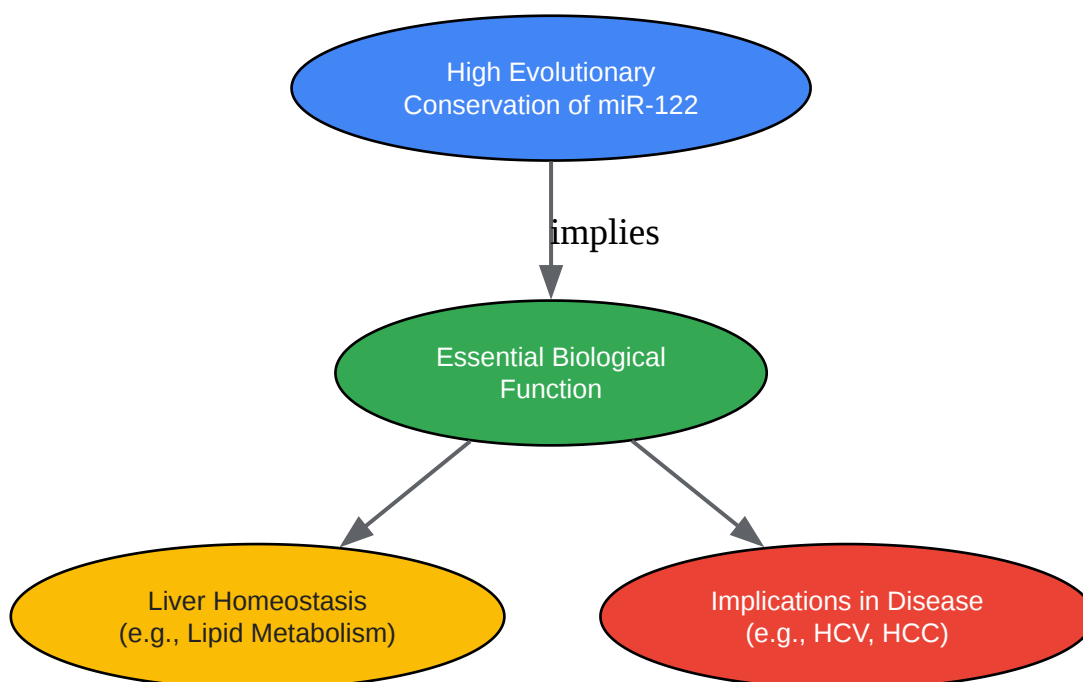 High Evolutionary
Conservation of miR-122
implies
Essential Biological
Function
Liver Homeostasis
(e.g., Lipid Metabolism)
Implications in Disease
(e.g., HCV, HCC)